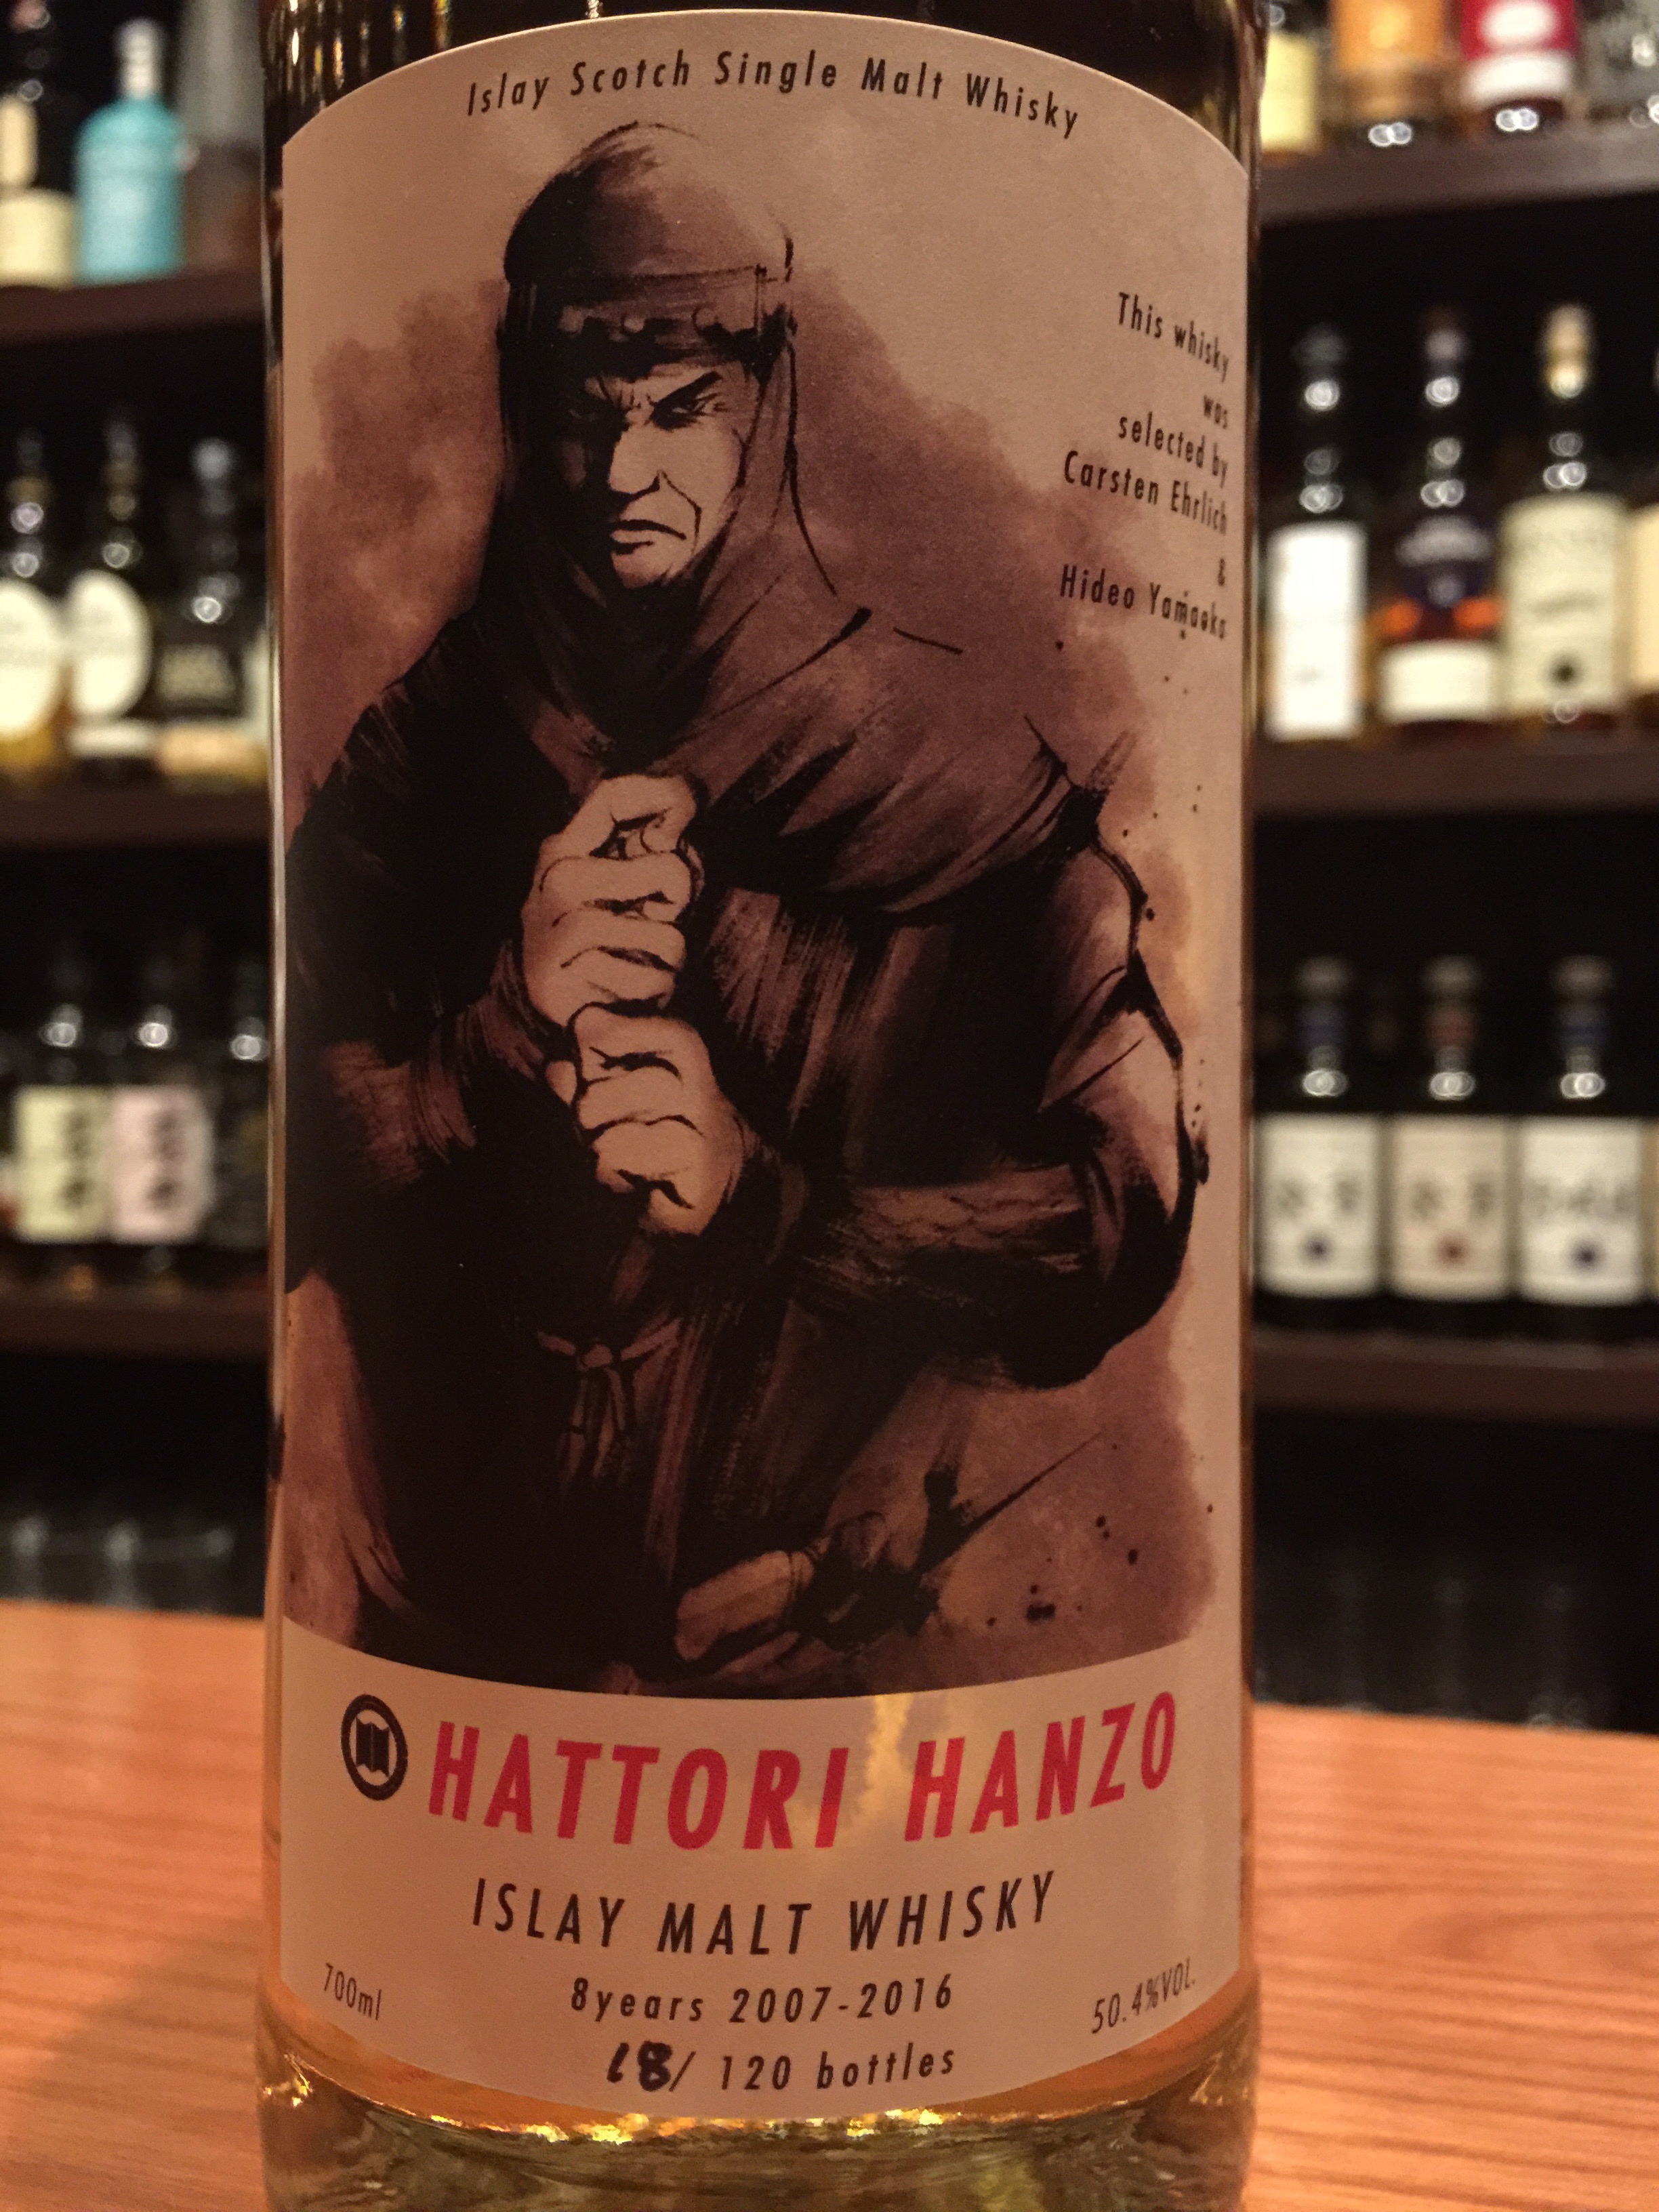 Islay Scotch Single Malt Whisky
This whisky
was
selected by
Carsten Ehrlich
&
Hideo Yamaoka
HATTORI HANZO
ISLAY MALT WHISKY
700ml
8years 2007-2016
50.4%VOL.
18/ 120 bottles